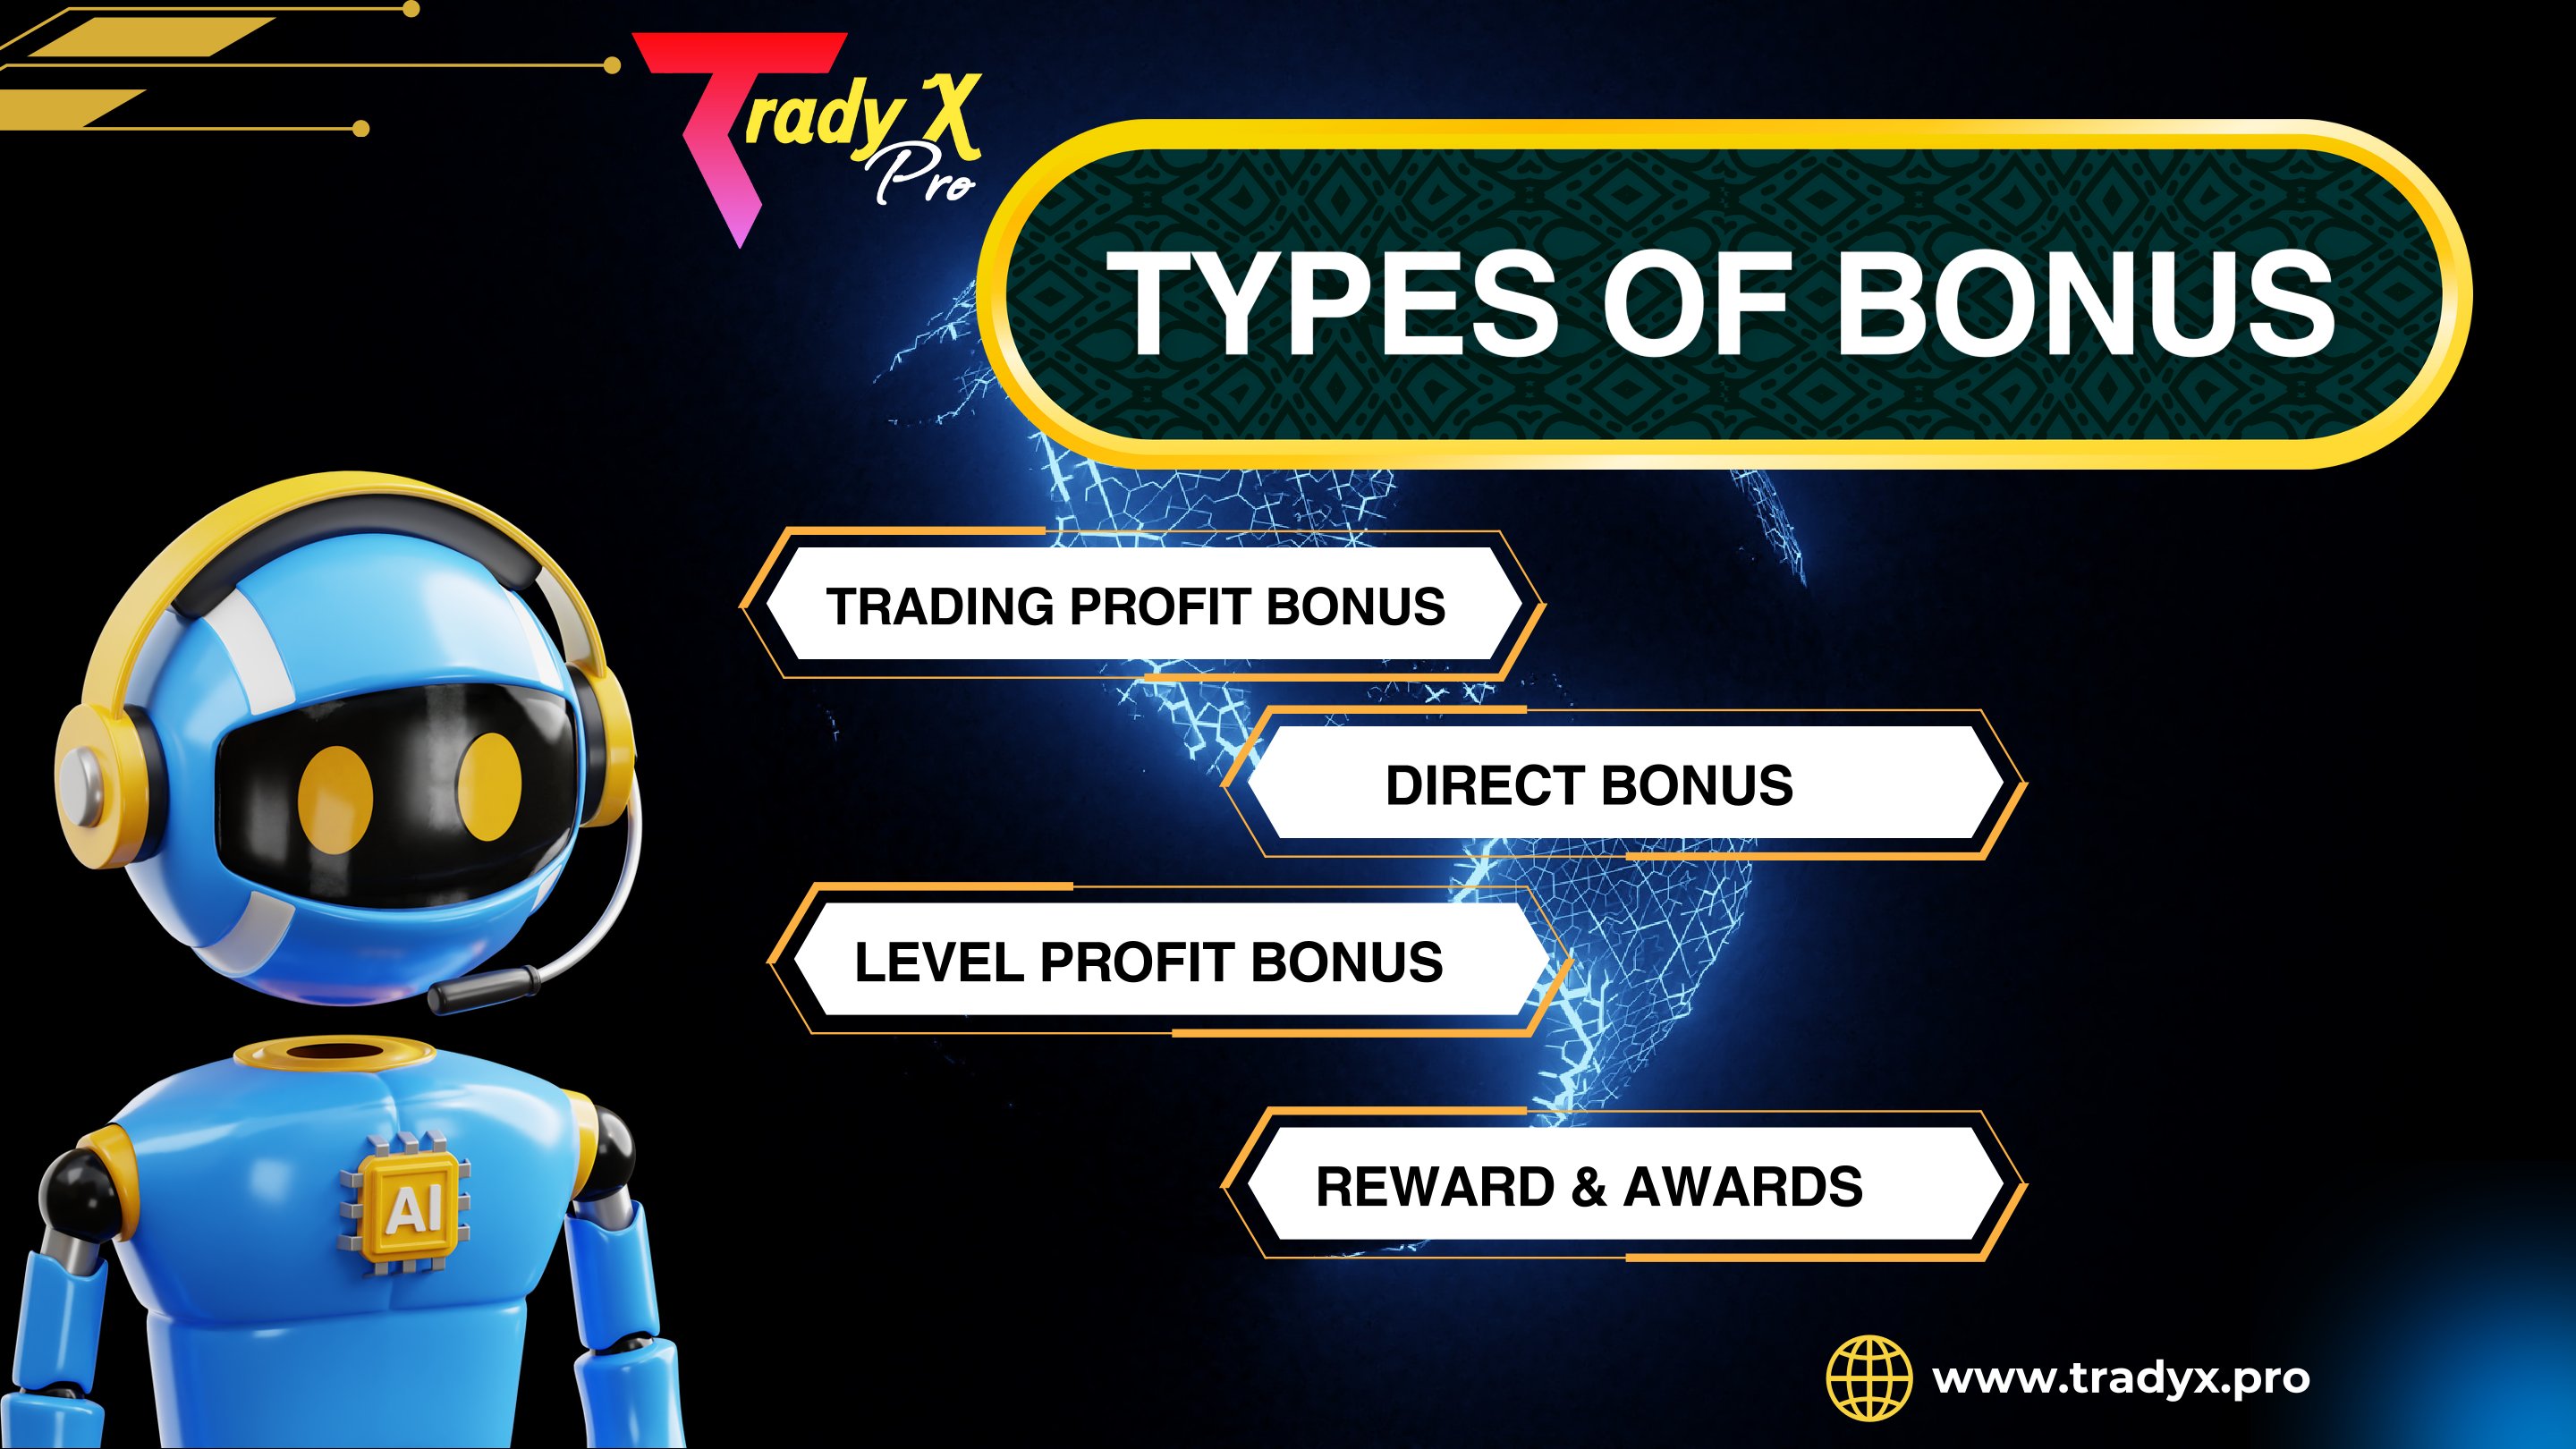 Trady X
Pro
TYPES OF BONUS
TRADING PROFIT BONUS
DIRECT BONUS
LEVEL PROFIT BONUS
REWARD & AWARDS
AI
www.tradyx.pro